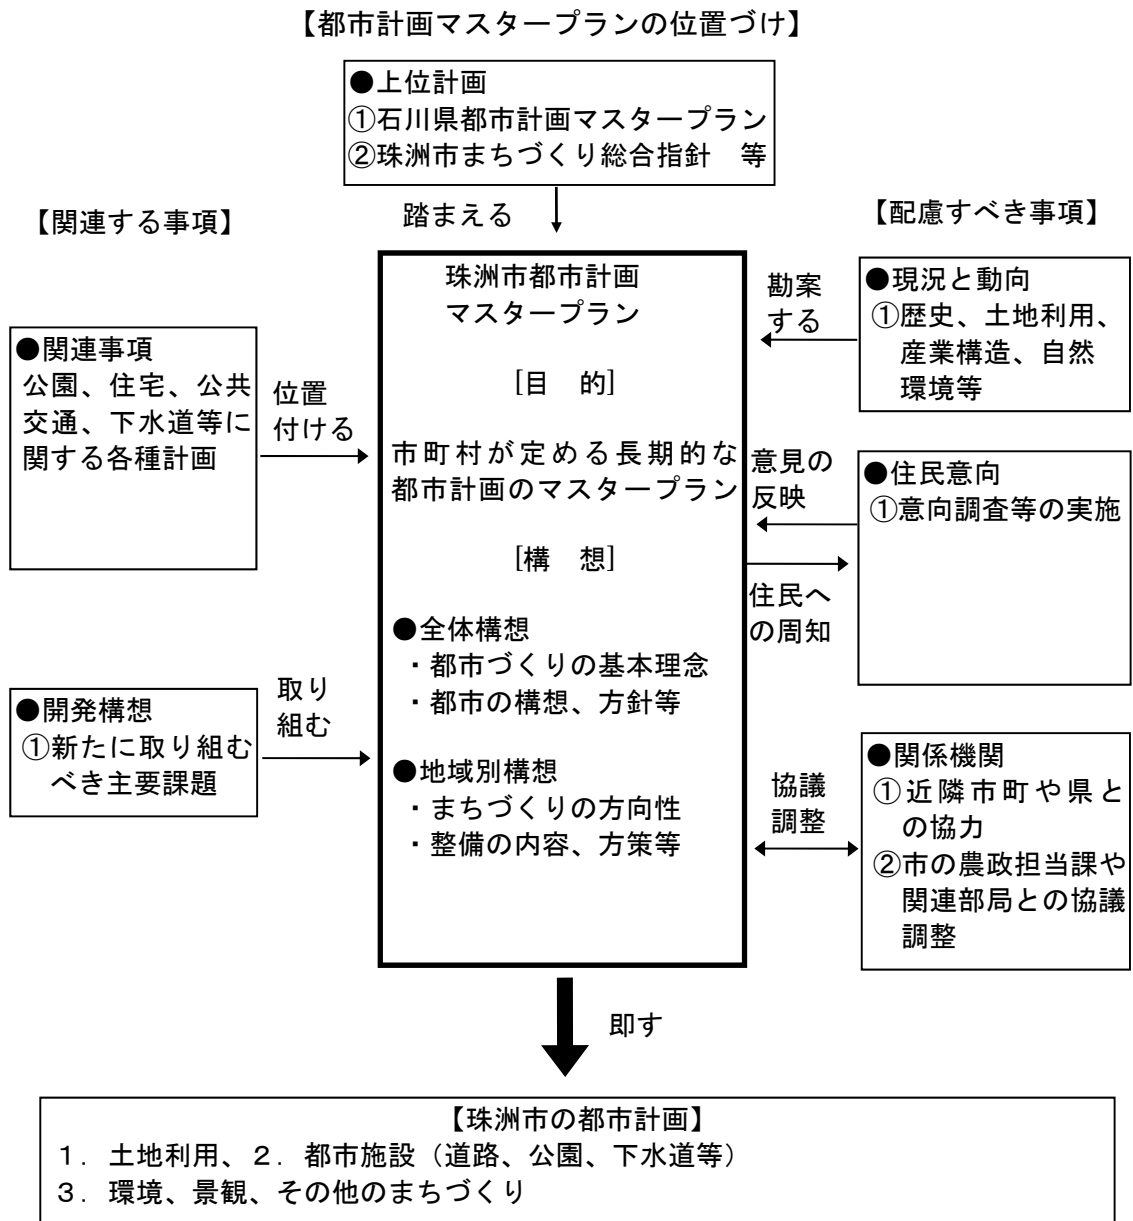 【都市計画マスタープランの位置づけ】
●上位計画
①石川県都市計画マスタープラン
②珠洲市まちづくり総合指針　等
踏まえる
【関連する事項】
【配慮すべき事項】
●関連事項
公園、住宅、公共
交通、下水道等に
関する各種計画
位置
付ける
●開発構想
①新たに取り組む
べき主要課題
取り
組む
珠洲市都市計画
マスタープラン
[目　的]
市町村が定める長期的な
都市計画のマスタープラン
[構　想]
●全体構想
・都市づくりの基本理念
・都市の構想、方針等
●地域別構想
・まちづくりの方向性
・整備の内容、方策等
勘案
する
●現況と動向
①歴史、土地利用、
産業構造、自然
環境等
意見の
反映
住民へ
の周知
●住民意向
①意向調査等の実施
協議
調整
●関係機関
①近隣市町や県と
の協力
②市の農政担当課や
関連部局との協議
調整
即す
【珠洲市の都市計画】
１．土地利用、２．都市施設（道路、公園、下水道等）
３．環境、景観、その他のまちづくり